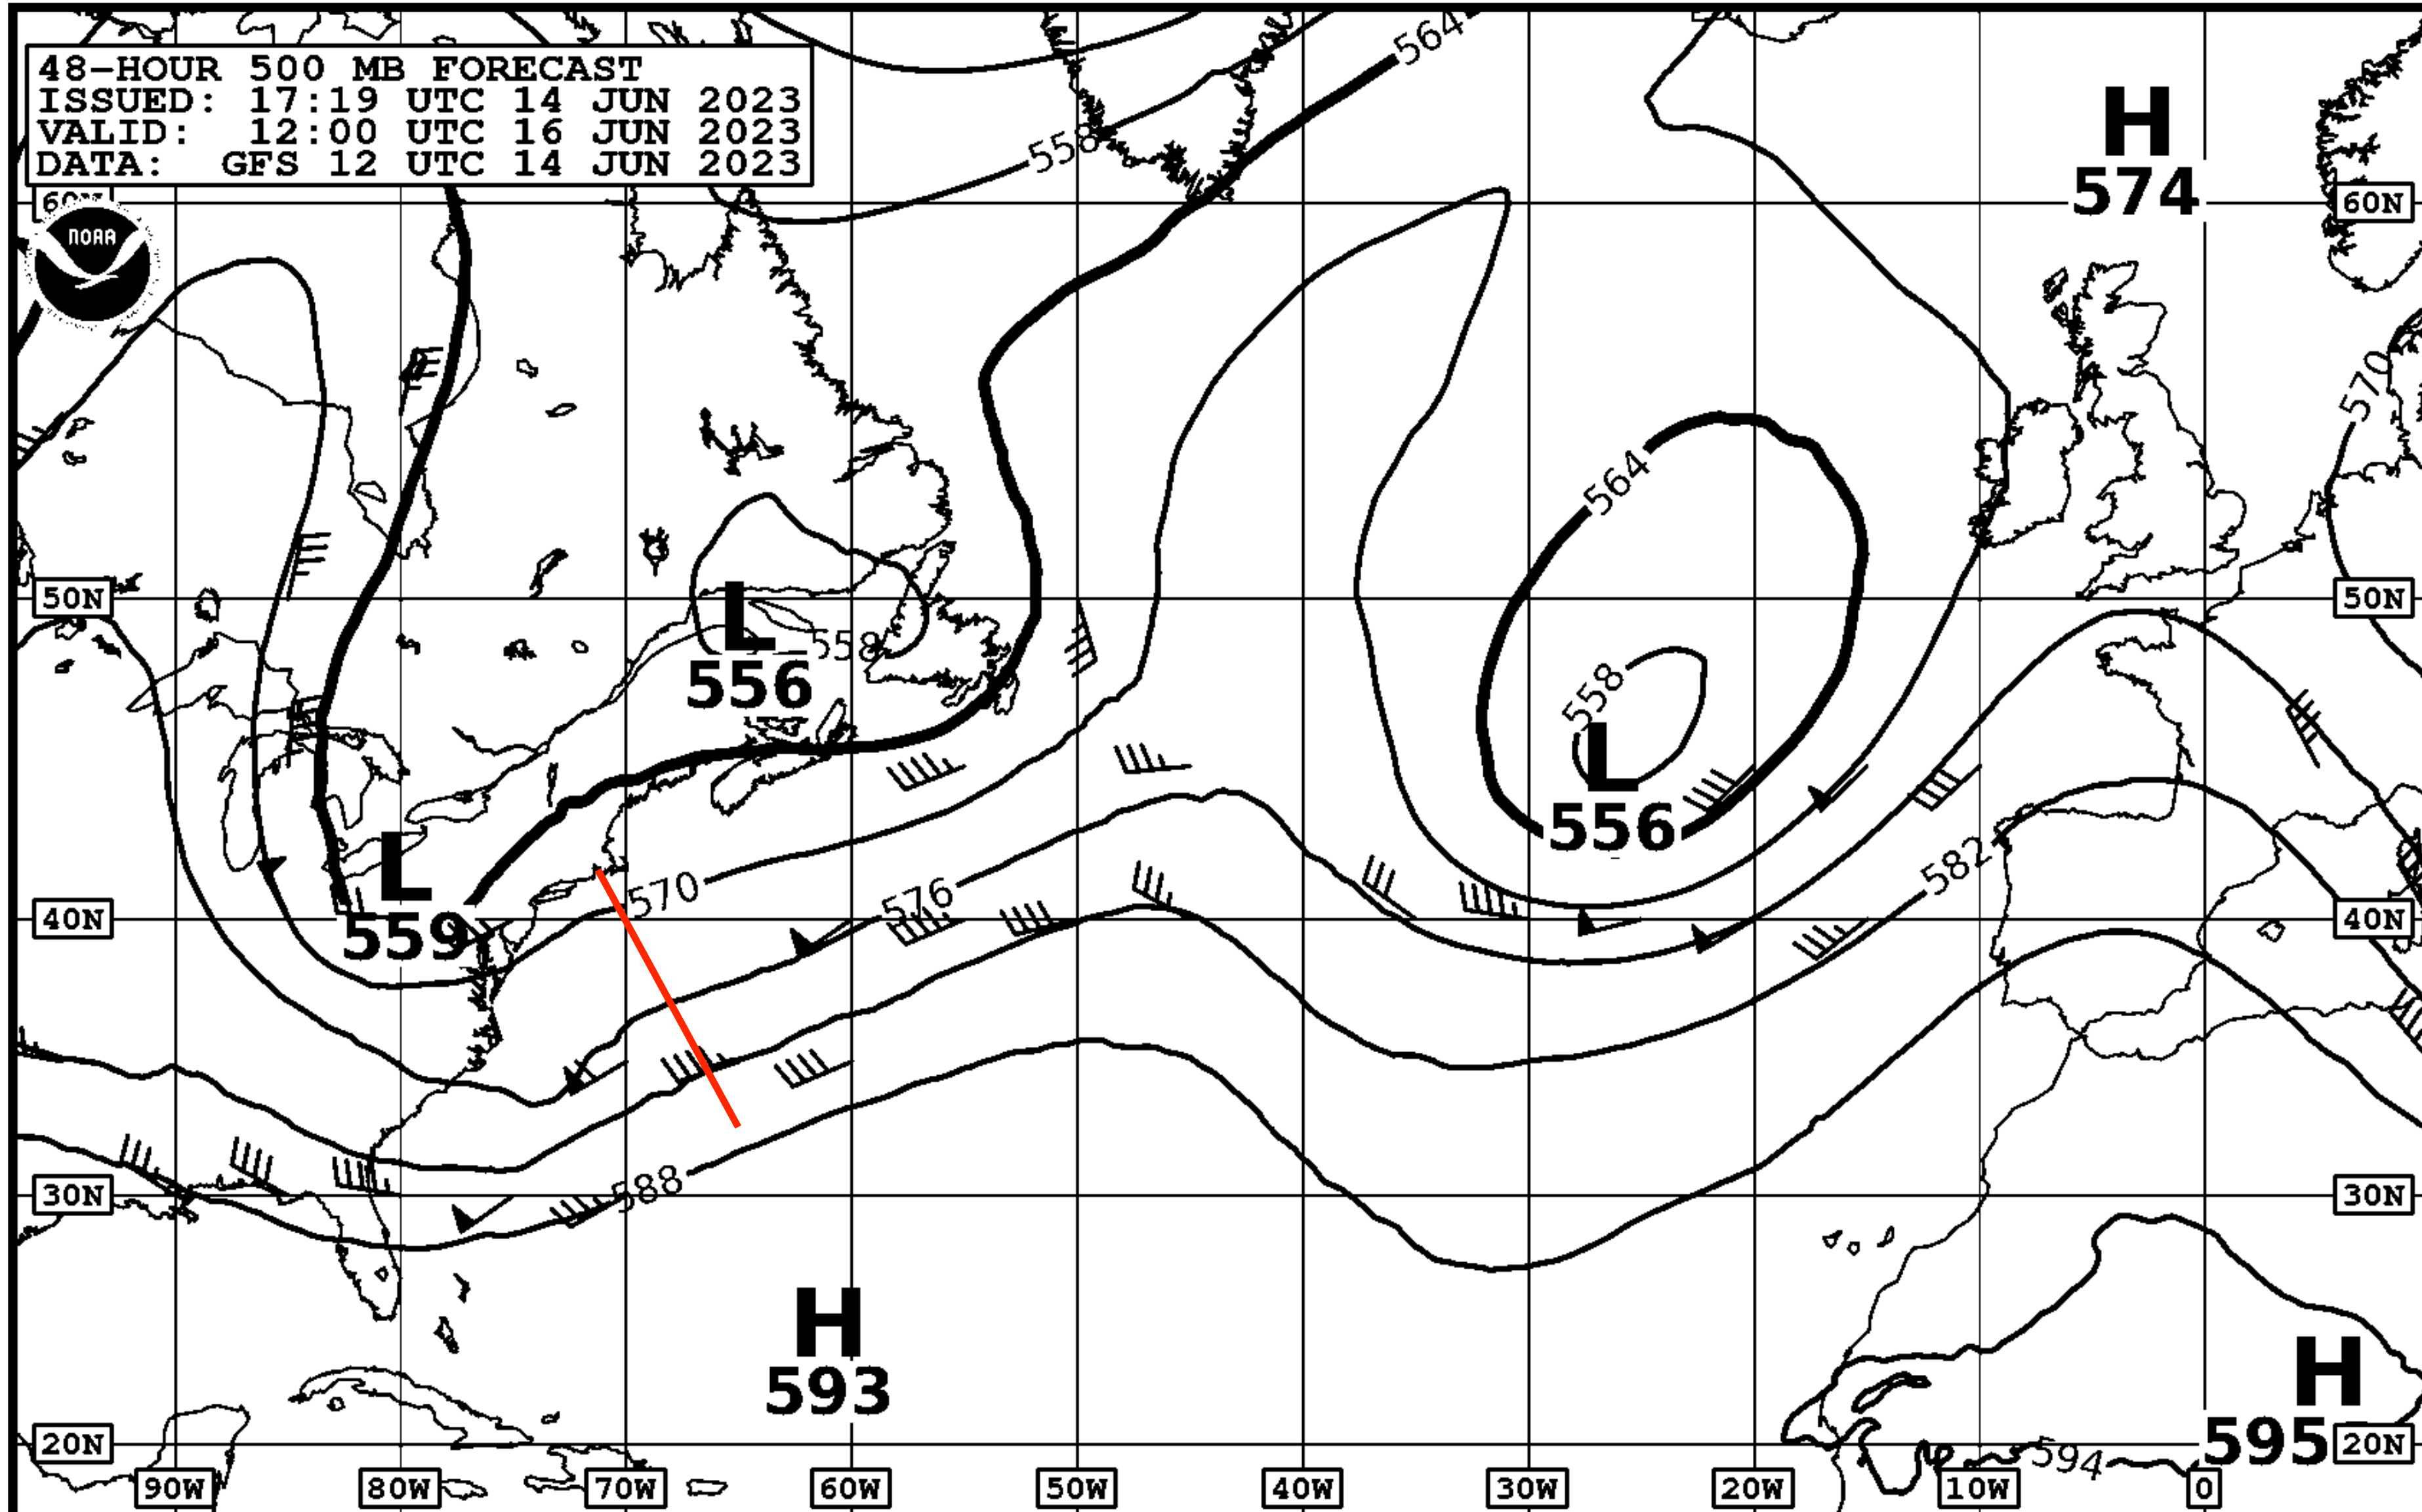 564
48-HOUR 500 MB FORECAST
ISSUED: 17:19 UTC 14 JUN 2023
VALID: 12:00 UTC 16 JUN 2023
DATA: GFS 12 UTC 14 JUN 2023
558
H
574
60N
60N
NOAA
570
564
50N
L
556
558
50N
558
L
556
L
559
570
576
582
40N
40N
588
30N
30N
H
593
H
595
20N
594
20N
90W
80W
70W
60W
50W
40W
30W
20W
10W
0